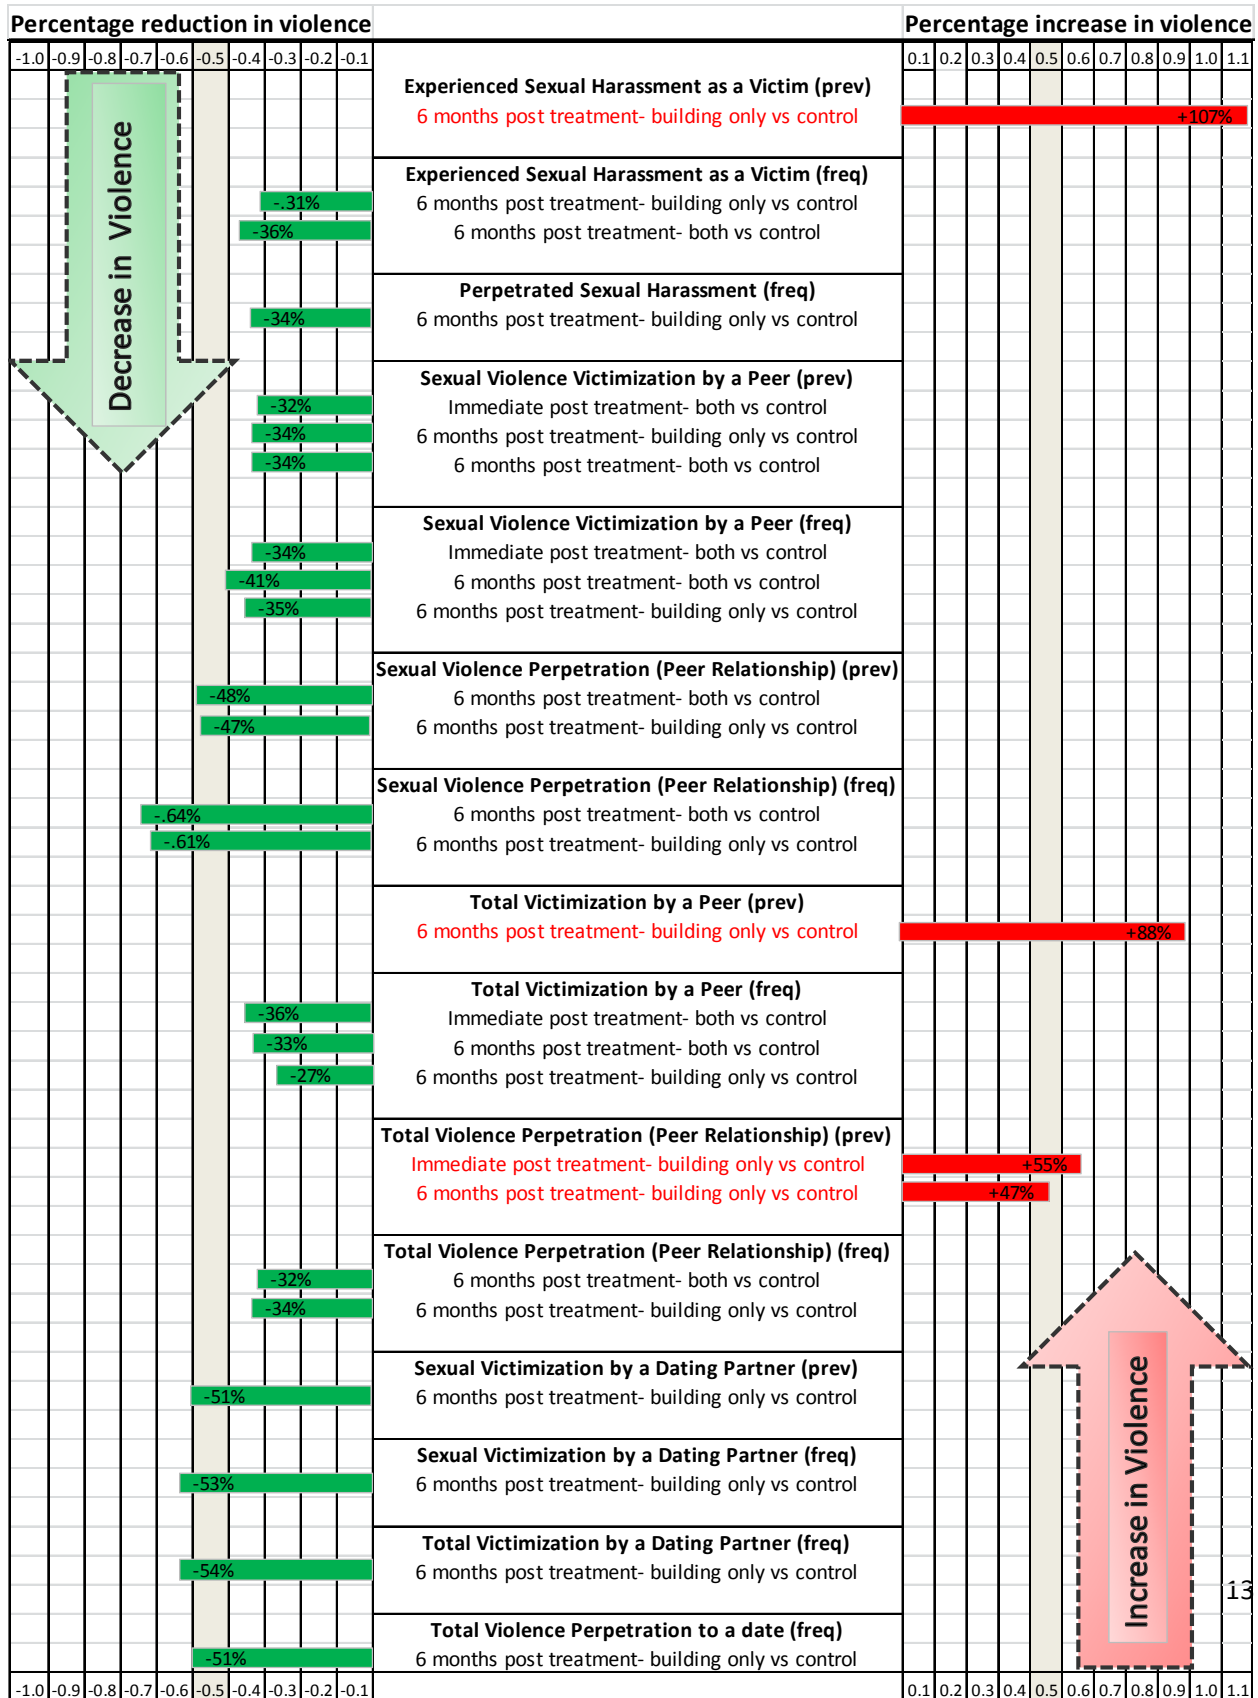 Percentage reduction in violence
Percentage increase in violence
-1.0 -0.9 -0.8 -0.7 -0.6 -0.5 -0.4 -0.3 -0.2 -0.1
0.1 0.2 0.3 0.4 0.5 0.6 0.7 0.8 0.9 1.0 1.1
Decrease in Violence
Experienced Sexual Harassment as a Victim (prev)
6 months post treatment- building only vs control
+107%
Experienced Sexual Harassment as a Victim (freq)
-.31%
6 months post treatment- building only vs control
-36%
6 months post treatment- both vs control
Perpetrated Sexual Harassment (freq)
-34%
6 months post treatment- building only vs control
Sexual Violence Victimization by a Peer (prev)
-32%
Immediate post treatment- both vs control
-34%
6 months post treatment- building only vs control
-34%
6 months post treatment- both vs control
Sexual Violence Victimization by a Peer (freq)
-34%
Immediate post treatment- both vs control
-41%
6 months post treatment- both vs control
-35%
6 months post treatment- building only vs control
Sexual Violence Perpetration (Peer Relationship) (prev)
-48%
6 months post treatment- both vs control
-47%
6 months post treatment- building only vs control
Sexual Violence Perpetration (Peer Relationship) (freq)
-.64%
6 months post treatment- both vs control
-.61%
6 months post treatment- building only vs control
Total Victimization by a Peer (prev)
6 months post treatment- building only vs control
+88%
Total Victimization by a Peer (freq)
-36%
Immediate post treatment- both vs control
-33%
6 months post treatment- both vs control
-27%
6 months post treatment- building only vs control
Total Violence Perpetration (Peer Relationship) (prev)
Immediate post treatment- building only vs control
+55%
6 months post treatment- building only vs control
+47%
Total Violence Perpetration (Peer Relationship) (freq)
-32%
6 months post treatment- both vs control
-34%
6 months post treatment- building only vs control
Sexual Victimization by a Dating Partner (prev)
-51%
6 months post treatment- building only vs control
Sexual Victimization by a Dating Partner (freq)
-53%
6 months post treatment- building only vs control
Total Victimization by a Dating Partner (freq)
-54%
6 months post treatment- building only vs control
Increase in Violence
13
Total Violence Perpetration to a date (freq)
-51%
6 months post treatment- building only vs control
-1.0 -0.9 -0.8 -0.7 -0.6 -0.5 -0.4 -0.3 -0.2 -0.1
0.1 0.2 0.3 0.4 0.5 0.6 0.7 0.8 0.9 1.0 1.1